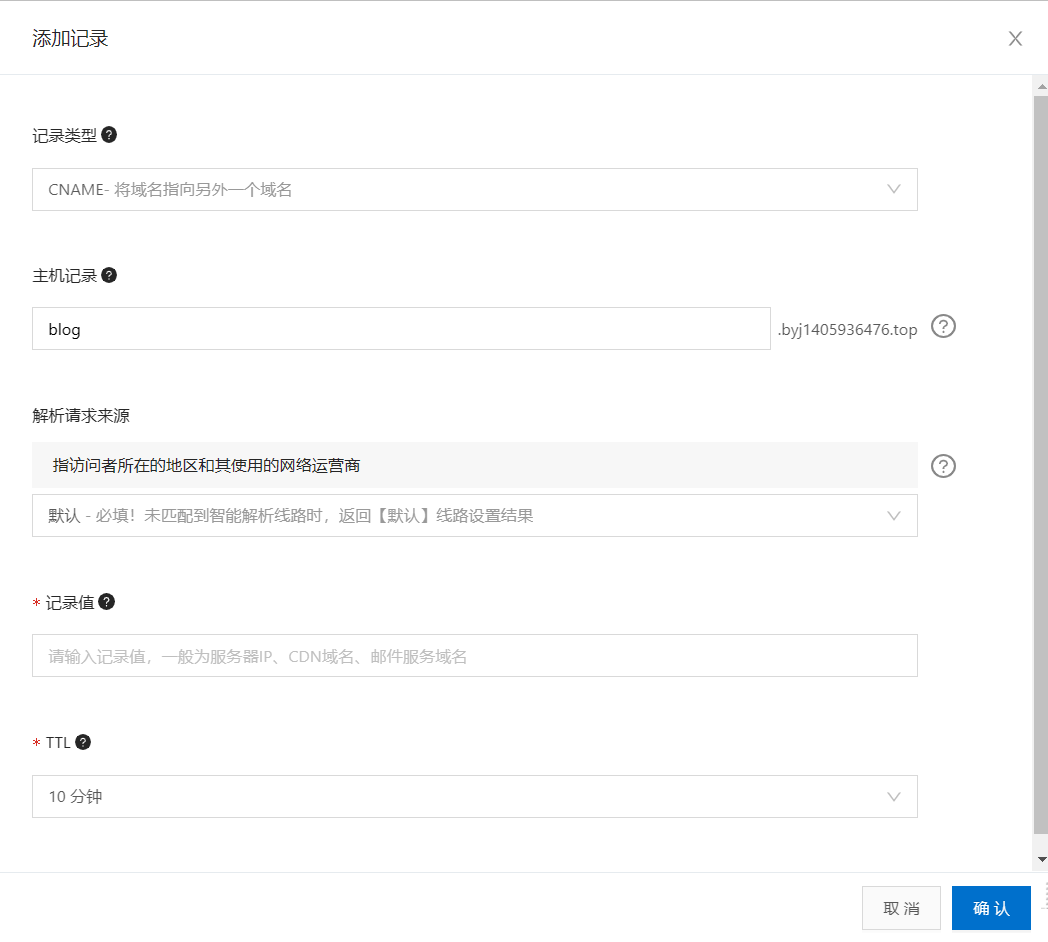 添加记录
记录类型
CNAME- 将域名指向另外一个域名
主机记录
blog .byj1405936476.top
解析请求来源
指访问者所在的地区和其使用的网络运营商
默认 - 必填！未匹配到智能解析线路时，返回【默认】线路设置结果
* 记录值
请输入记录值，一般为服务器IP、CDN域名、邮件服务域名
* TTL
10 分钟
取 消 确 认